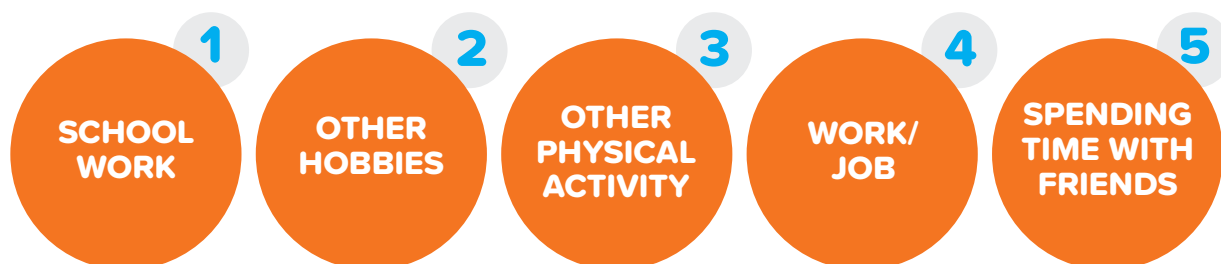 1
SCHOOL
WORK
2
OTHER
HOBBIES
3
OTHER
PHYSICAL
ACTIVITY
4
WORK/
JOB
5
SPENDING
TIME WITH
FRIENDS